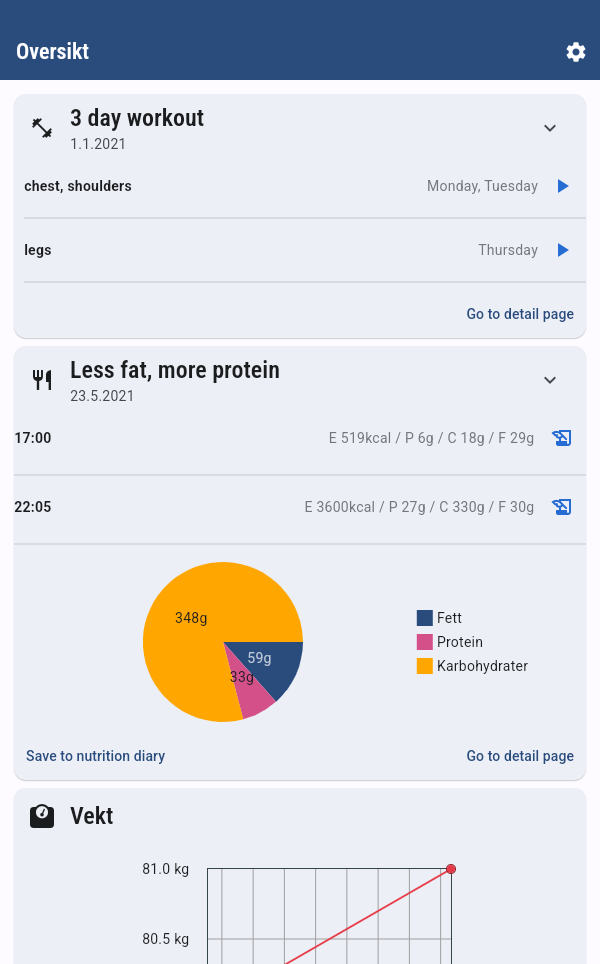 Oversikt
3 day workout
1.1.2021
chest, shoulders Monday, Tuesday
legs Thursday
Go to detail page
Less fat, more protein
23.5.2021
17:00 E 519kcal / P 6g / C 18g / F 29g
22:05 E 3600kcal / P 27g / C 330g / F 30g
348g
59g
33g
Fett
Protein
Karbohydrater
Save to nutrition diary Go to detail page
Vekt
81.0 kg
80.5 kg